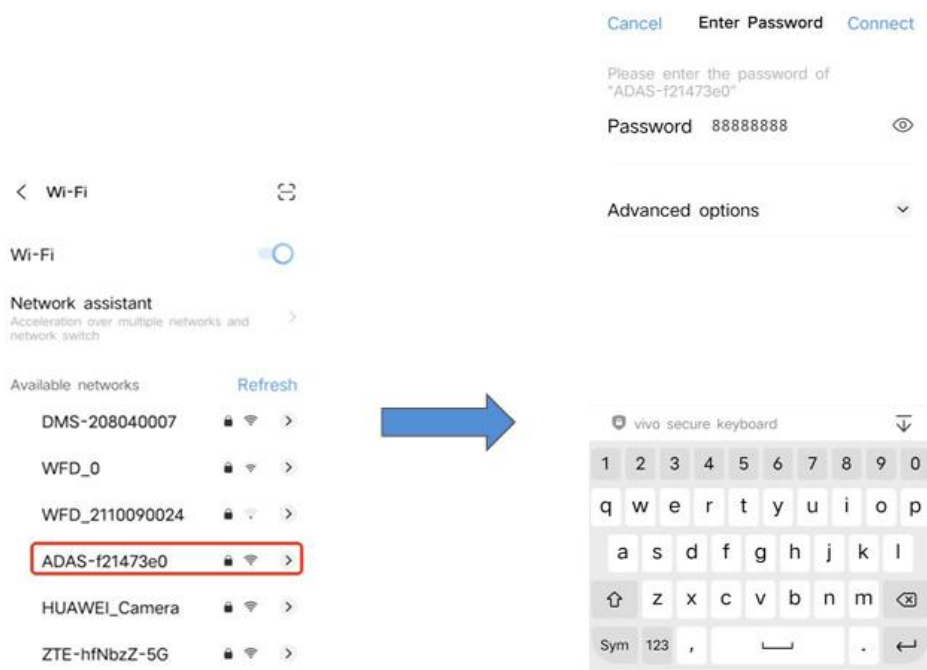 Wi-Fi
Wi-Fi
Network assistant
Acceleration over multiple networks and
network switch
Available networks Refresh
DMS-208040007
WFD_0
WFD_2110090024
ADAS-f21473e0
HUAWEI_Camera
ZTE-hfNbzZ-5G
Cancel Enter Password Connect
Please enter the password of
"ADAS-f21473e0"
Password 88888888
Advanced options
vivo secure keyboard
1 2 3 4 5 6 7 8 9 0
q w e r t y u i o p
a s d f g h j k l
z x c v b n m
Sym 123 , .